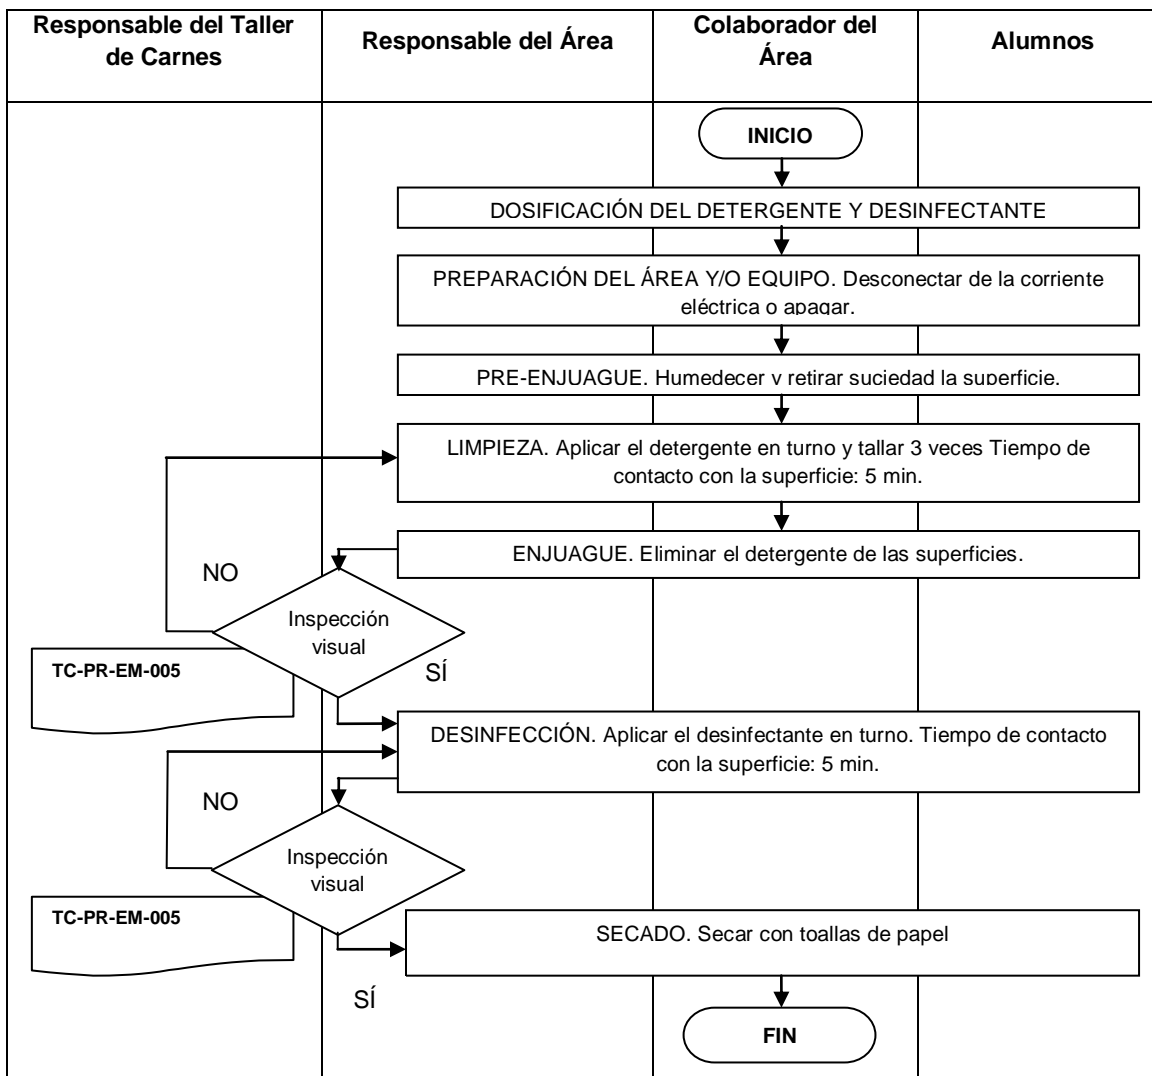 Responsable del Taller
de Carnes
Responsable del Área
Colaborador del
Área
Alumnos
INICIO
DOSIFICACIÓN DEL DETERGENTE Y DESINFECTANTE
PREPARACIÓN DEL ÁREA Y/O EQUIPO. Desconectar de la corriente
eléctrica o apagar.
PRE-ENJUAGUE. Humedecer y retirar suciedad la superficie.
LIMPIEZA. Aplicar el detergente en turno y tallar 3 veces Tiempo de
contacto con la superficie: 5 min.
ENJUAGUE. Eliminar el detergente de las superficies.
NO
Inspección
visual
SÍ
TC-PR-EM-005
DESINFECCIÓN. Aplicar el desinfectante en turno. Tiempo de contacto
con la superficie: 5 min.
NO
Inspección
visual
TC-PR-EM-005
SECADO. Secar con toallas de papel
SÍ
FIN